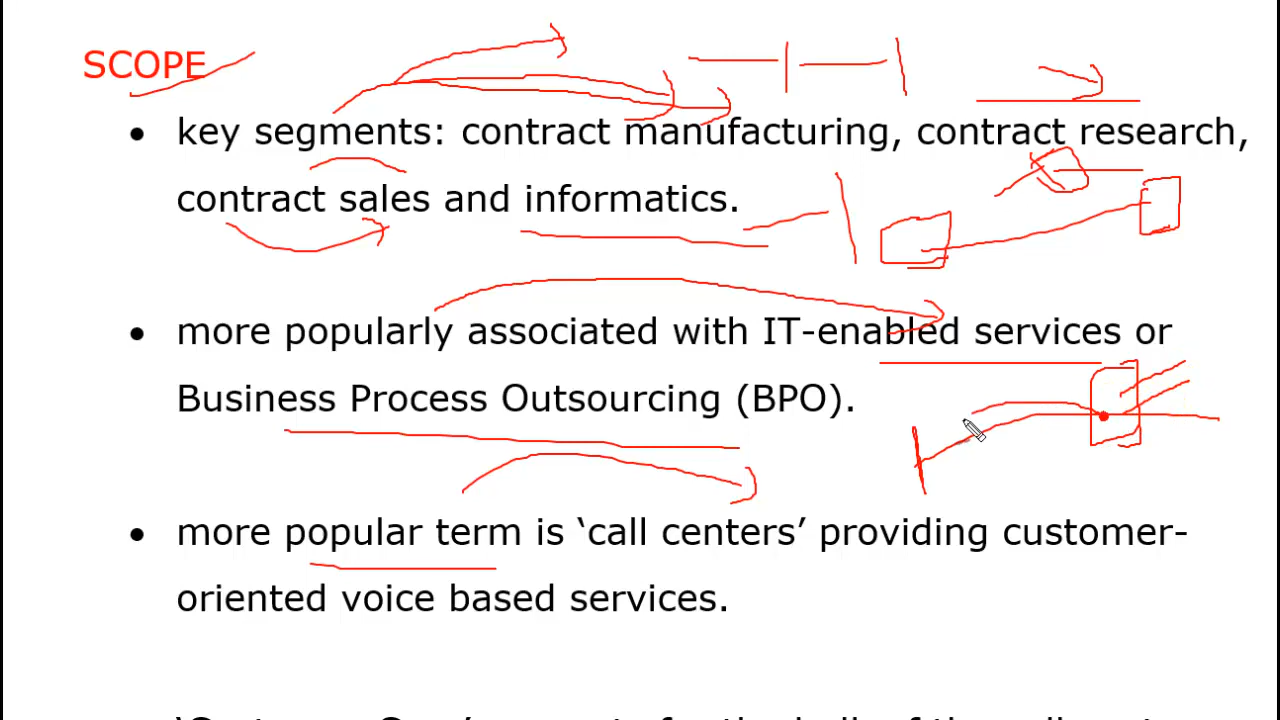 SCOPE
• key segments: contract manufacturing, contract research,
contract sales and informatics.
• more popularly associated with IT-enabled services or
Business Process Outsourcing (BPO).
• more popular term is ‘call centers’ providing customer-
oriented voice based services.